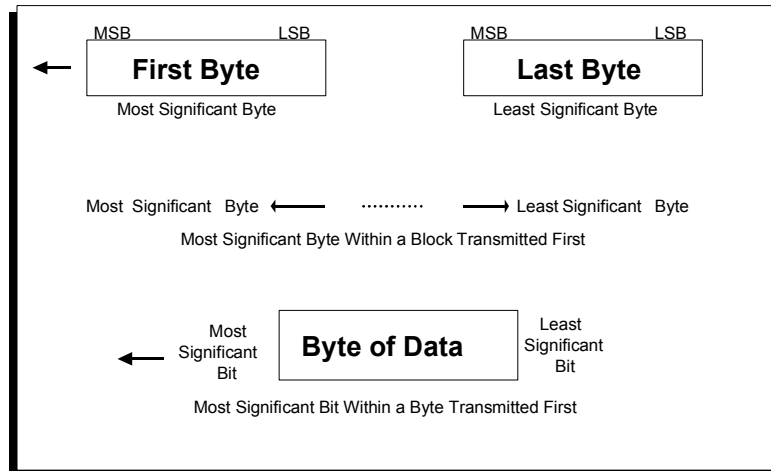 MSB LSB MSB LSB
First Byte Last Byte
Most Significant Byte Least Significant Byte
Most Significant Byte .......... Least Significant Byte
Most Significant Byte Within a Block Transmitted First
Most
Significant
Bit
Byte of Data
Least
Significant
Bit
Most Significant Bit Within a Byte Transmitted First